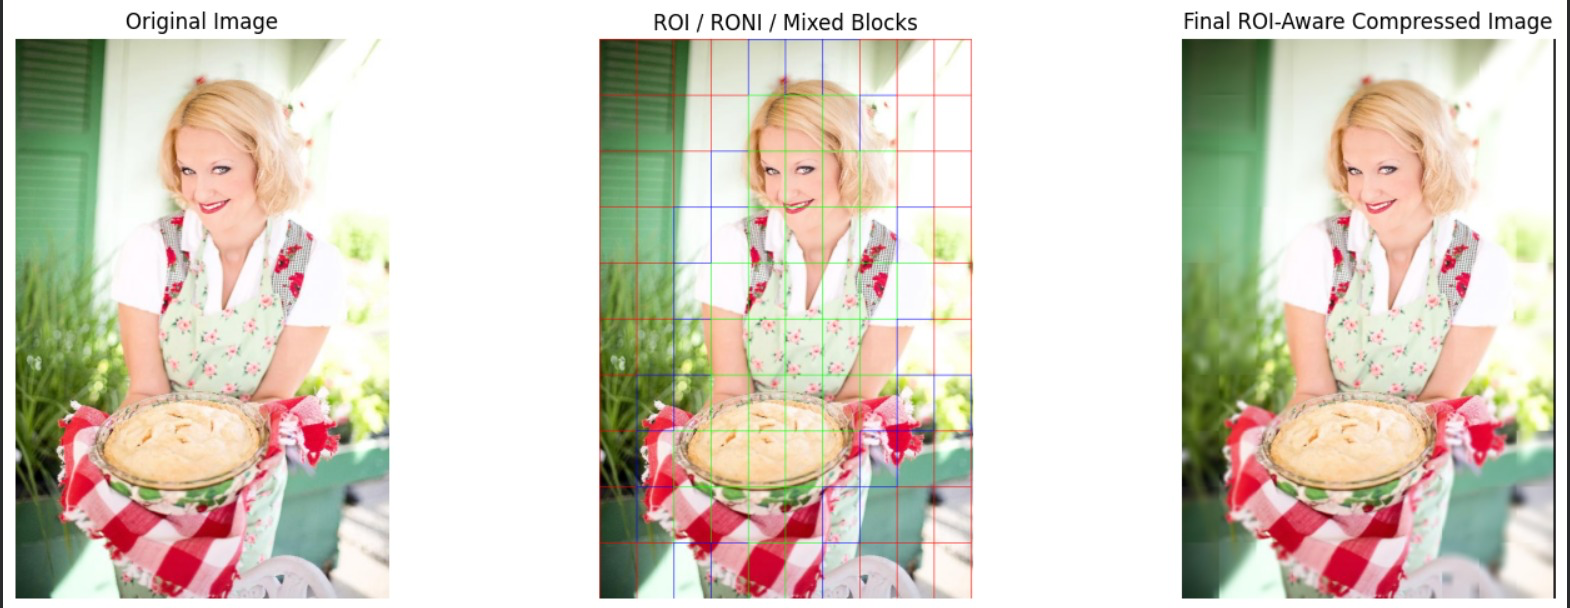 Original Image
ROI / RONI / Mixed Blocks
Final ROI-Aware Compressed Image